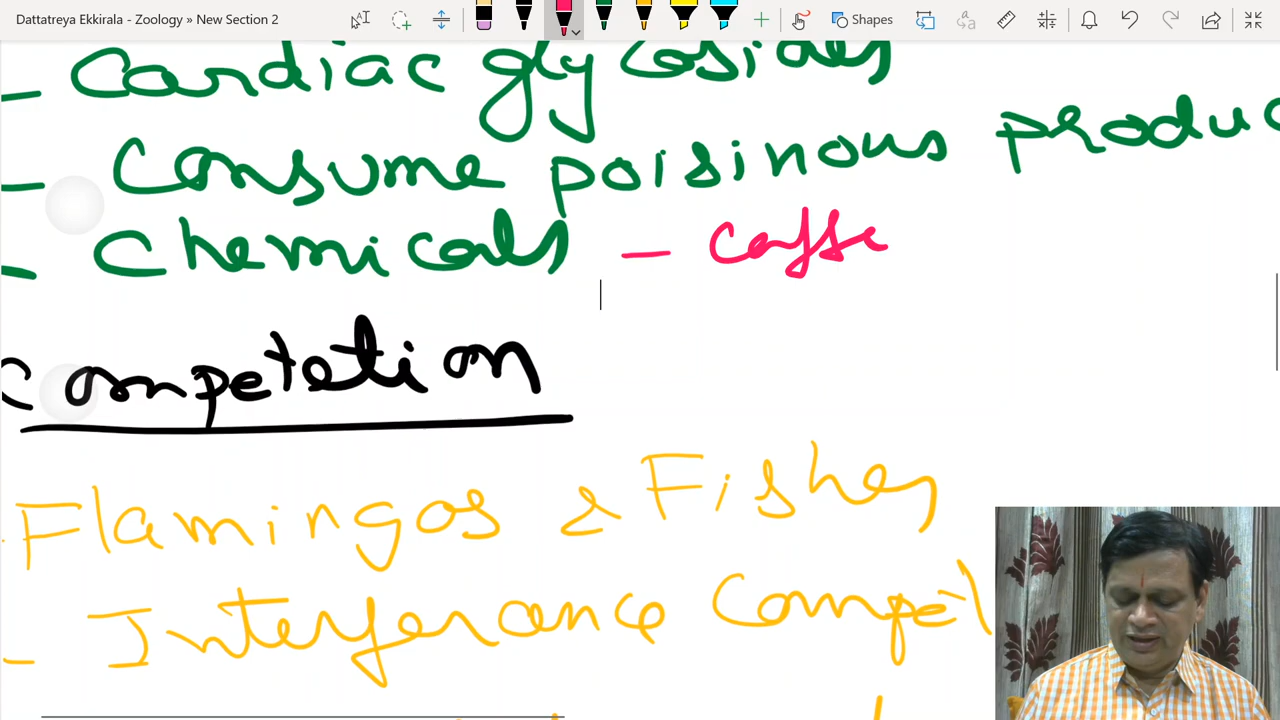 Dattatreya Ekkirala - Zoology » New Section 2
Shapes
- Cardiac glycosides
- Consume poisinous produc
- Chemicals - Caffe
Competetion
Flamingos & Fishes
- Interferance Compet